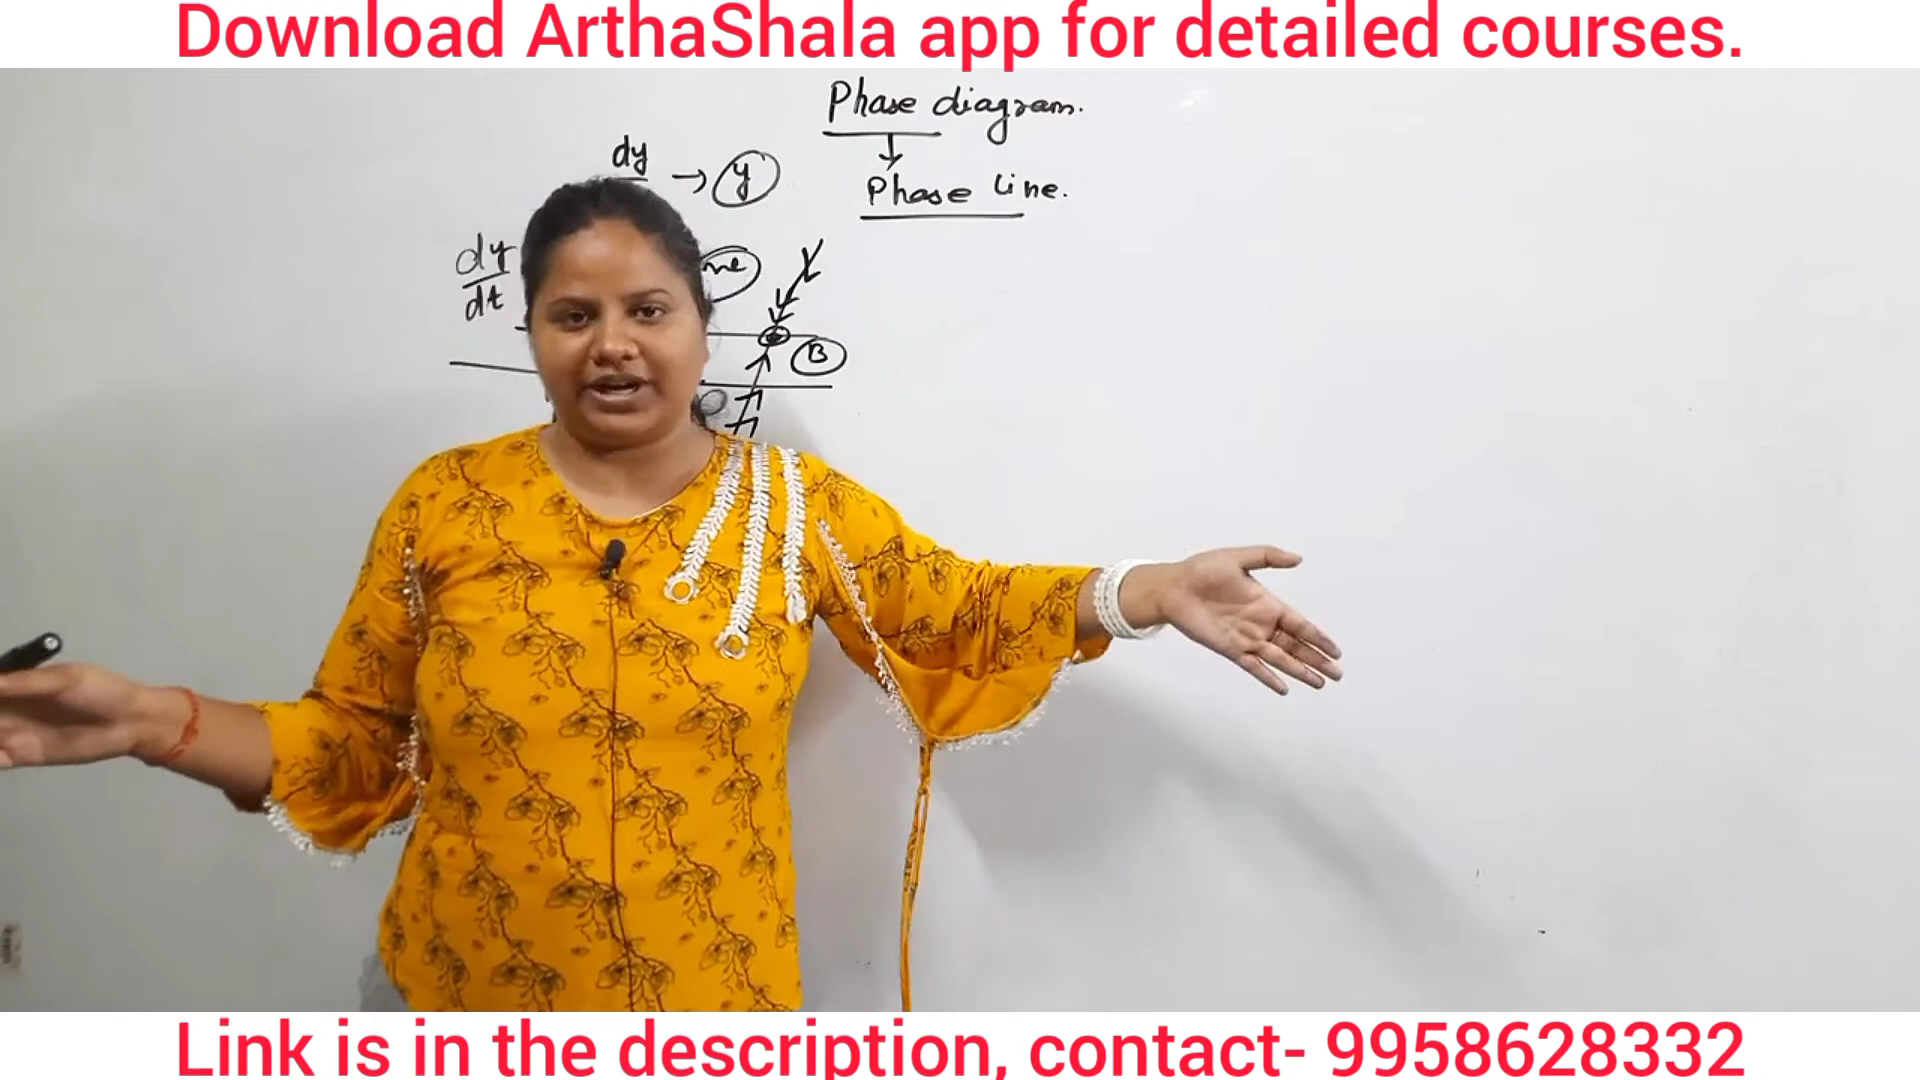 Download ArthaShala app for detailed courses.
Phase diagram.
↓
Phase line.
dy → y
dy
dt
B
Link is in the description, contact- 9958628332